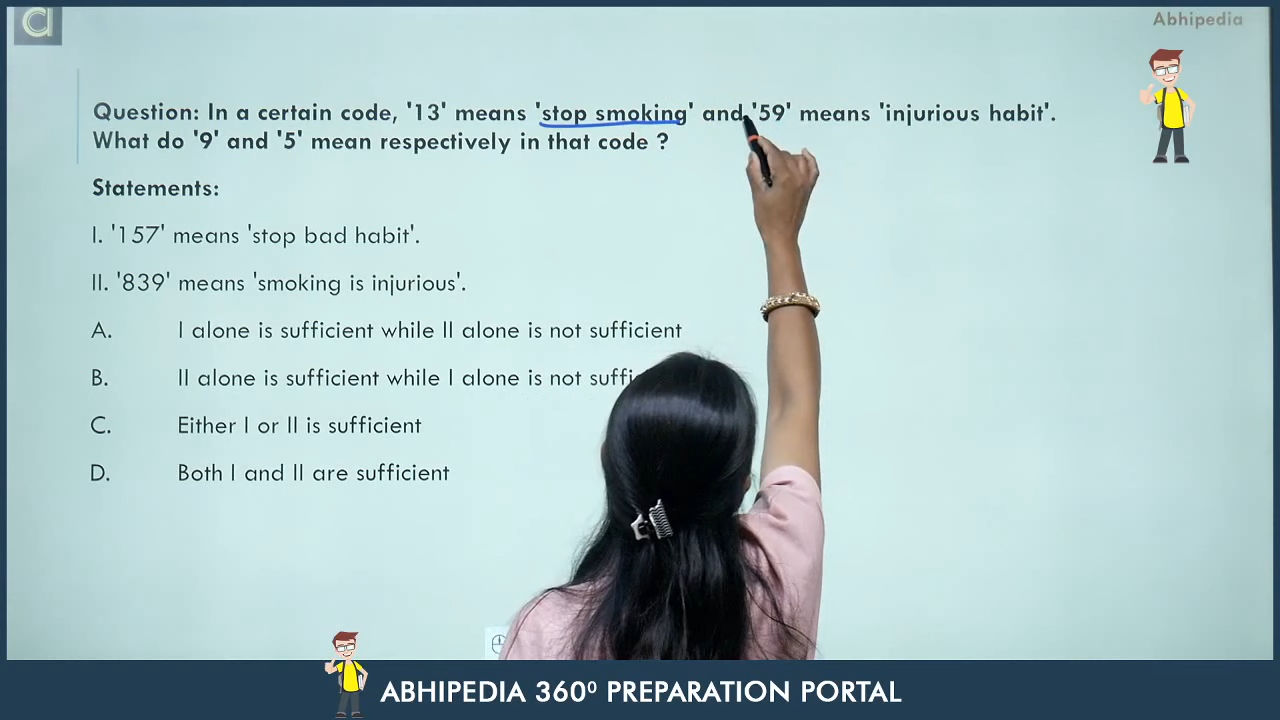 a
Abhipedia
Question: In a certain code, '13' means 'stop smoking' and '59' means 'injurious habit'.
What do '9' and '5' mean respectively in that code ?
Statements:
I. '157' means 'stop bad habit'.
II. '839' means 'smoking is injurious'.
A. I alone is sufficient while II alone is not sufficient
B. II alone is sufficient while I alone is not
C. Either I or II is sufficient
D. Both I and II are sufficient
ABHIPEDIA 360⁰ PREPARATION PORTAL